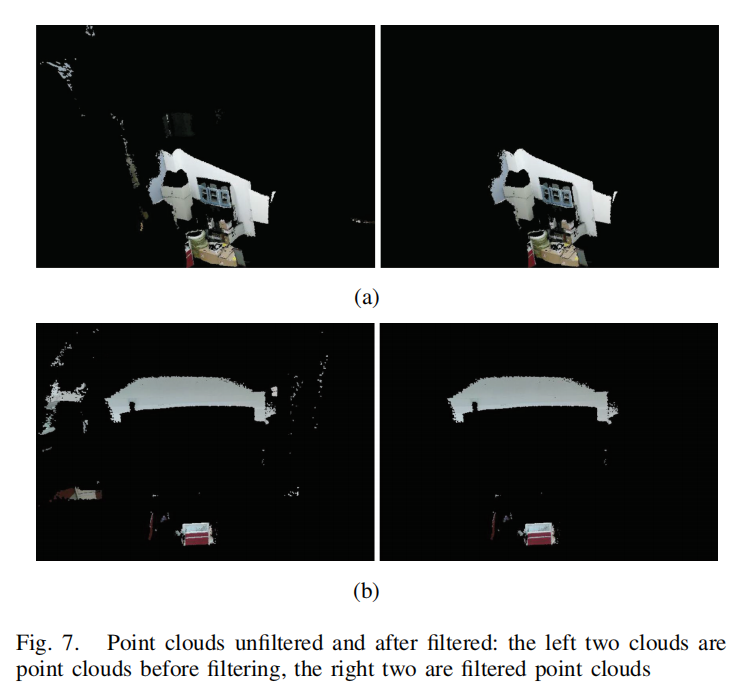 (a)
(b)
Fig. 7. Point clouds unfiltered and after filtered: the left two clouds are
point clouds before filtering, the right two are filtered point clouds